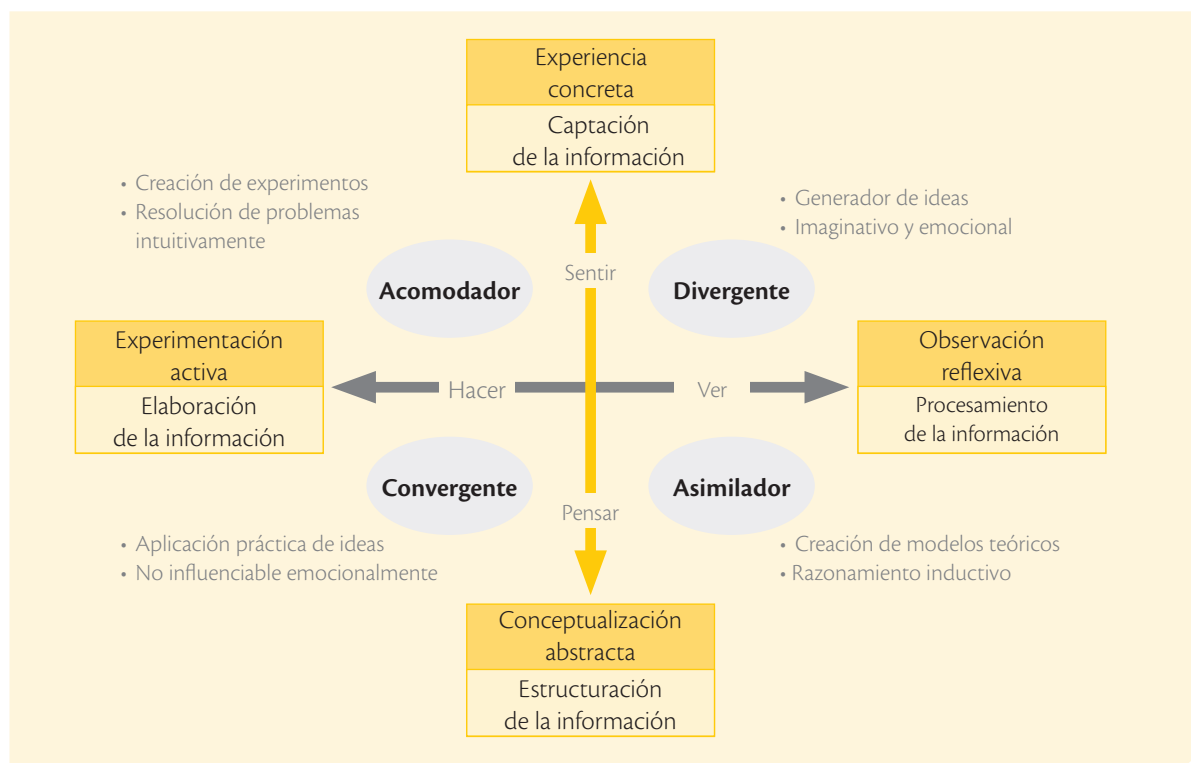 Experiencia
concreta
Captación
de la información
• Creación de experimentos
• Resolución de problemas
intuitivamente
• Generador de ideas
• Imaginativo y emocional
Sentir
Acomodador
Divergente
Experimentación
activa
Elaboración
de la información
Hacer
Ver
Observación
reflexiva
Procesamiento
de la información
Convergente
Asimilador
Pensar
• Aplicación práctica de ideas
• No influenciable emocionalmente
• Creación de modelos teóricos
• Razonamiento inductivo
Conceptualización
abstracta
Estructuración
de la información